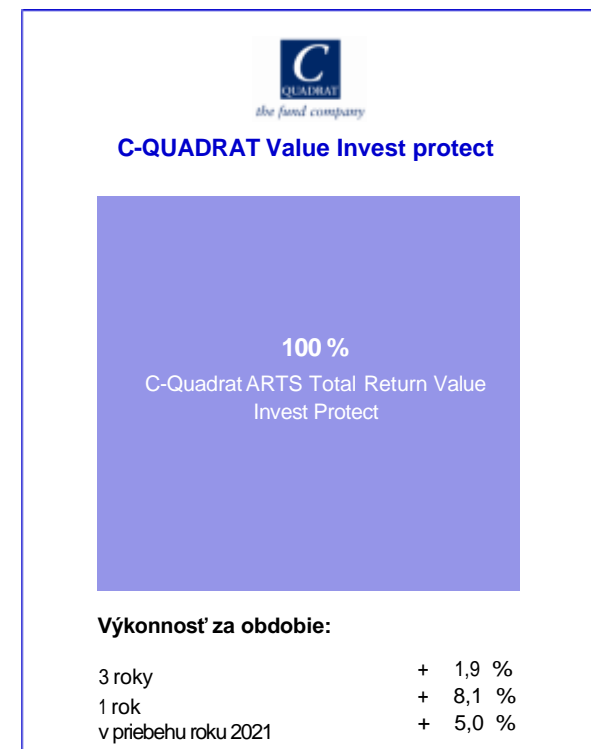 C
QUADRAT
the fund company
C-QUADRAT Value Invest protect
100 %
C-Quadrat ARTS Total Return Value
Invest Protect
Výkonnosť za obdobie:
3 roky + 1,9 %
1 rok + 8,1 %
v priebehu roku 2021 + 5,0 %